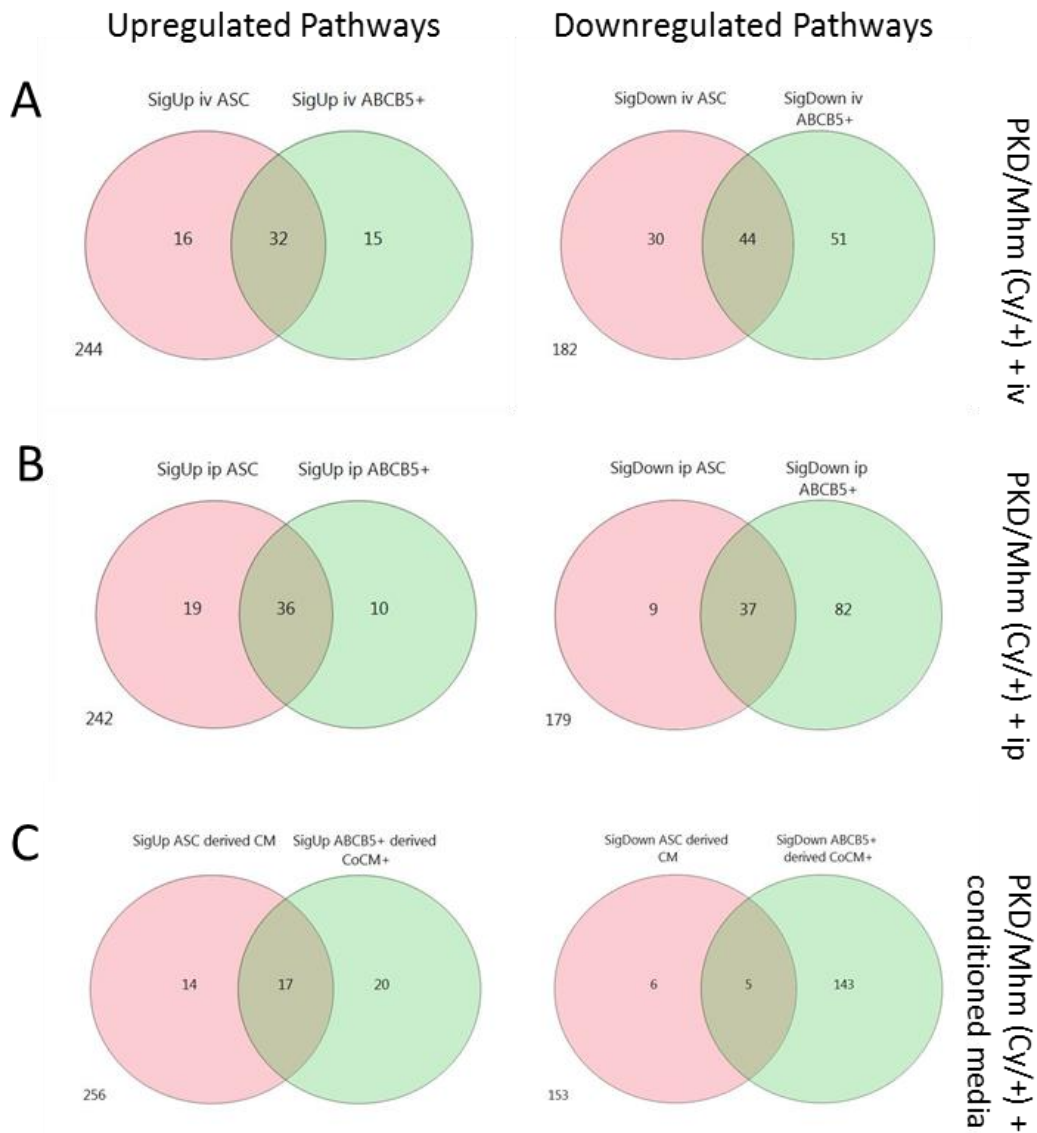 Upregulated Pathways
Downregulated Pathways
A
SigUp iv ASC
SigUp iv ABCB5+
16
32
15
244
SigDown iv ASC
SigDown iv
ABCB5+
30
44
51
182
PKD/Mhm (Cy/+) + iv
B
SigUp ip ASC
SigUp ip ABCB5+
19
36
10
242
SigDown ip ASC
SigDown ip
ABCB5+
9
37
82
179
PKD/Mhm (Cy/+) + ip
C
SigUp ASC derived CM
SigUp ABCB5+ derived
CoCM+
14
17
20
256
SigDown ASC derived
CM
SigDown ABCB5+
derived CoCM+
6
5
143
153
PKD/Mhm (Cy/+) +
conditioned media